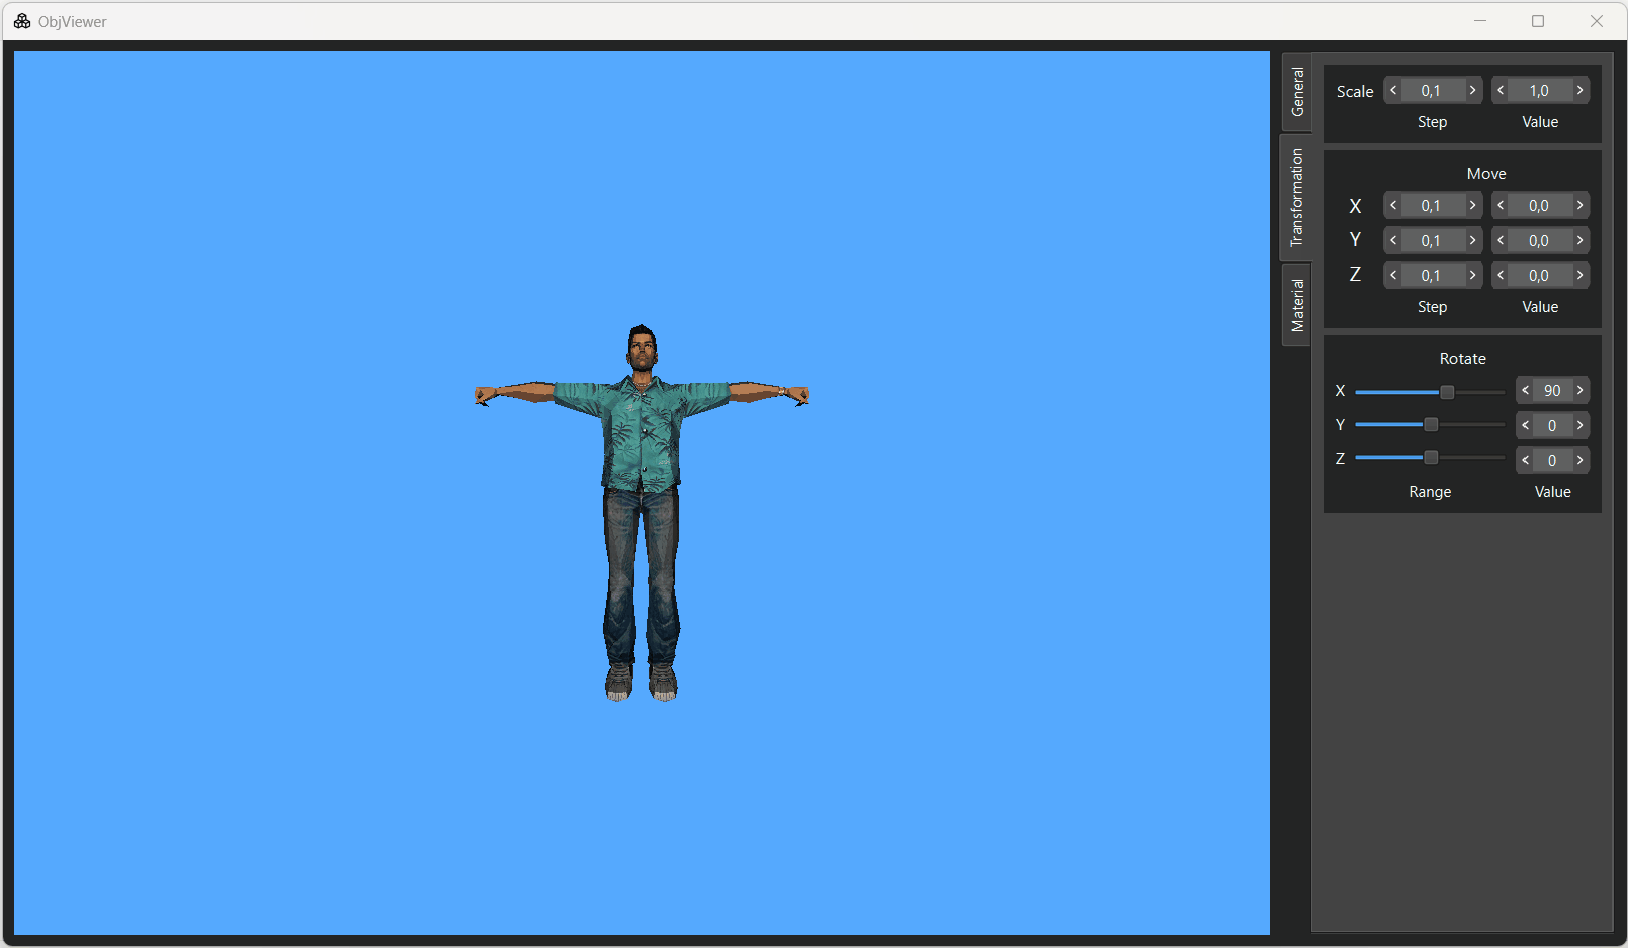 ObjViewer
General
Transformation
Material
Scale < 0,1 > < 1,0 >
Step Value
Move
X < 0,1 > < 0,0 >
Y < 0,1 > < 0,0 >
Z < 0,1 > < 0,0 >
Step Value
Rotate
X < 90 >
Y < 0 >
Z < 0 >
Range Value